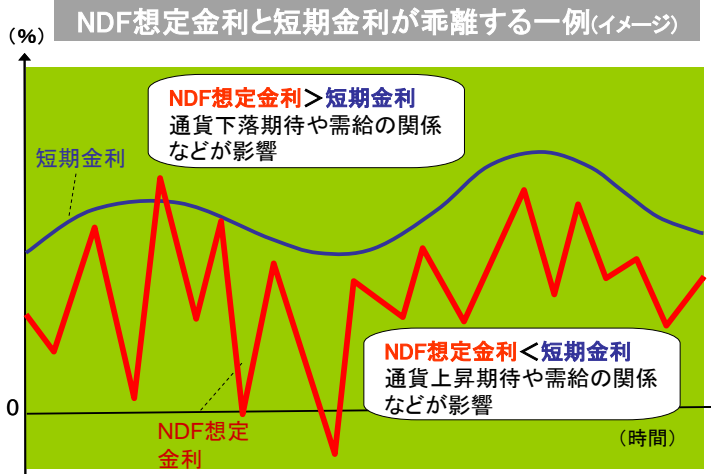 NDF想定金利と短期金利が乖離する一例(イメージ)
(%)
NDF想定金利>短期金利
通貨下落期待や需給の関係
などが影響
短期金利
NDF想定金利<短期金利
通貨上昇期待や需給の関係
などが影響
0
NDF想定
金利
(時間)